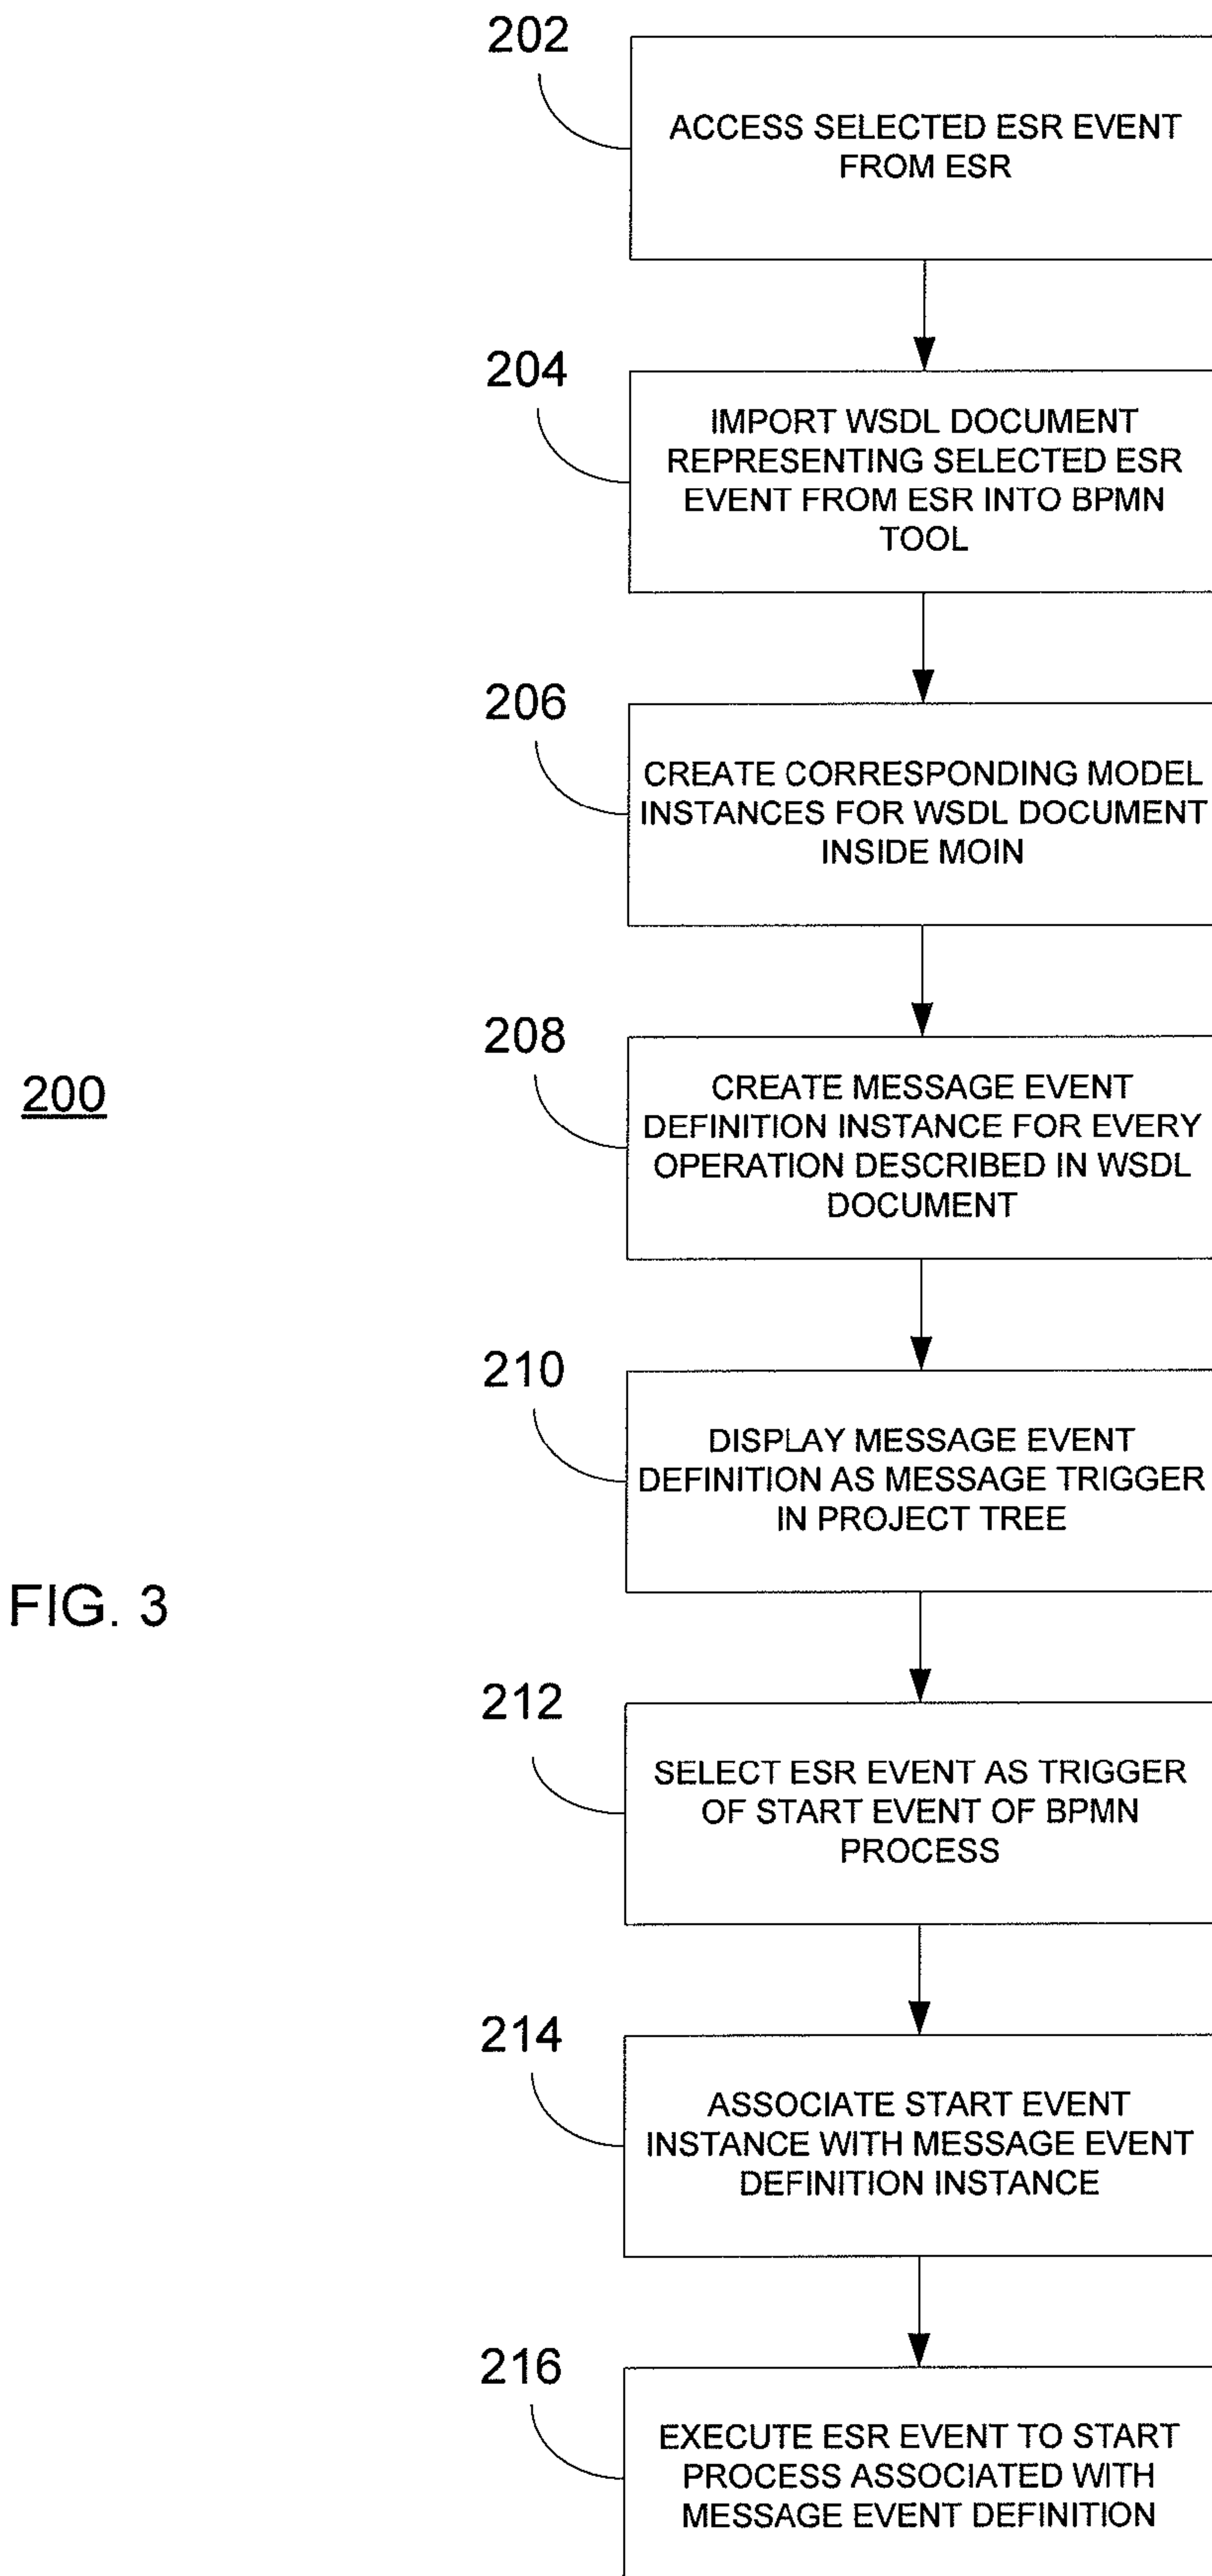 202
ACCESS SELECTED ESR EVENT
FROM ESR
204
IMPORT WSDL DOCUMENT
REPRESENTING SELECTED ESR
EVENT FROM ESR INTO BPMN
TOOL
206
CREATE CORRESPONDING MODEL
INSTANCES FOR WSDL DOCUMENT
INSIDE MOIN
208
200
CREATE MESSAGE EVENT
DEFINITION INSTANCE FOR EVERY
OPERATION DESCRIBED IN WSDL
DOCUMENT
210
DISPLAY MESSAGE EVENT
DEFINITION AS MESSAGE TRIGGER
IN PROJECT TREE
FIG. 3
212
SELECT ESR EVENT AS TRIGGER
OF START EVENT OF BPMN
PROCESS
214
ASSOCIATE START EVENT
INSTANCE WITH MESSAGE EVENT
DEFINITION INSTANCE
216
EXECUTE ESR EVENT TO START
PROCESS ASSOCIATED WITH
MESSAGE EVENT DEFINITION